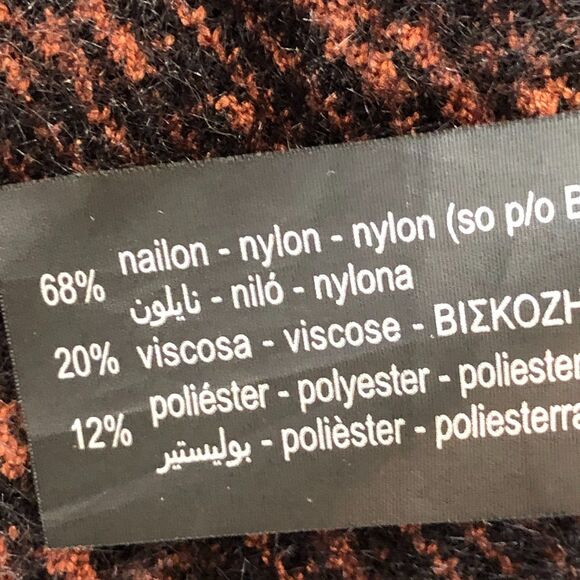 68% nailon - nylon - nylon (so p/o
نايلون - niló - nylona
20% viscosa - viscose - ΒΙΣΚΟΖΗ
12% poliéster - polyester - poliester
بوليستير - polièster - poliesterra